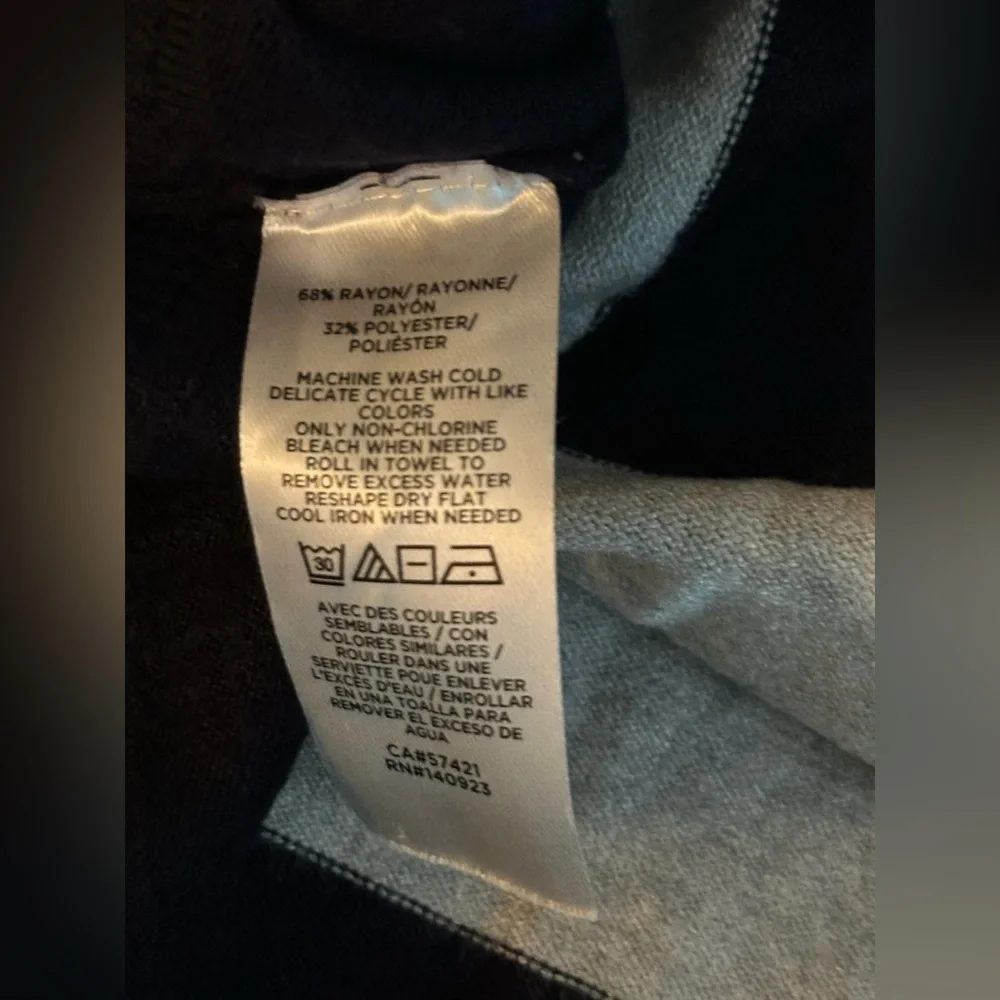 68% RAYON/ RAYONNE/
RAYÓN
32% POLYESTER/
POLIÉSTER
MACHINE WASH COLD
DELICATE CYCLE WITH LIKE
COLORS
ONLY NON-CHLORINE
BLEACH WHEN NEEDED
ROLL IN TOWEL TO
REMOVE EXCESS WATER
RESHAPE DRY FLAT
COOL IRON WHEN NEEDED
30
AVEC DES COULEURS
SEMBLABLES / CON
COLORES SIMILARES /
ROULER DANS UNE
SERVIETTE POUE ENLEVER
L'EXCÉS D'EAU / ENROLLAR
EN UNA TOALLA PARA
REMOVER EL EXCESO DE
AGUA
CA#57421
RN#140923